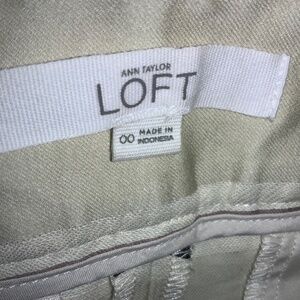 ANN TAYLOR
LOFT
00 MADE IN
INDONESIA